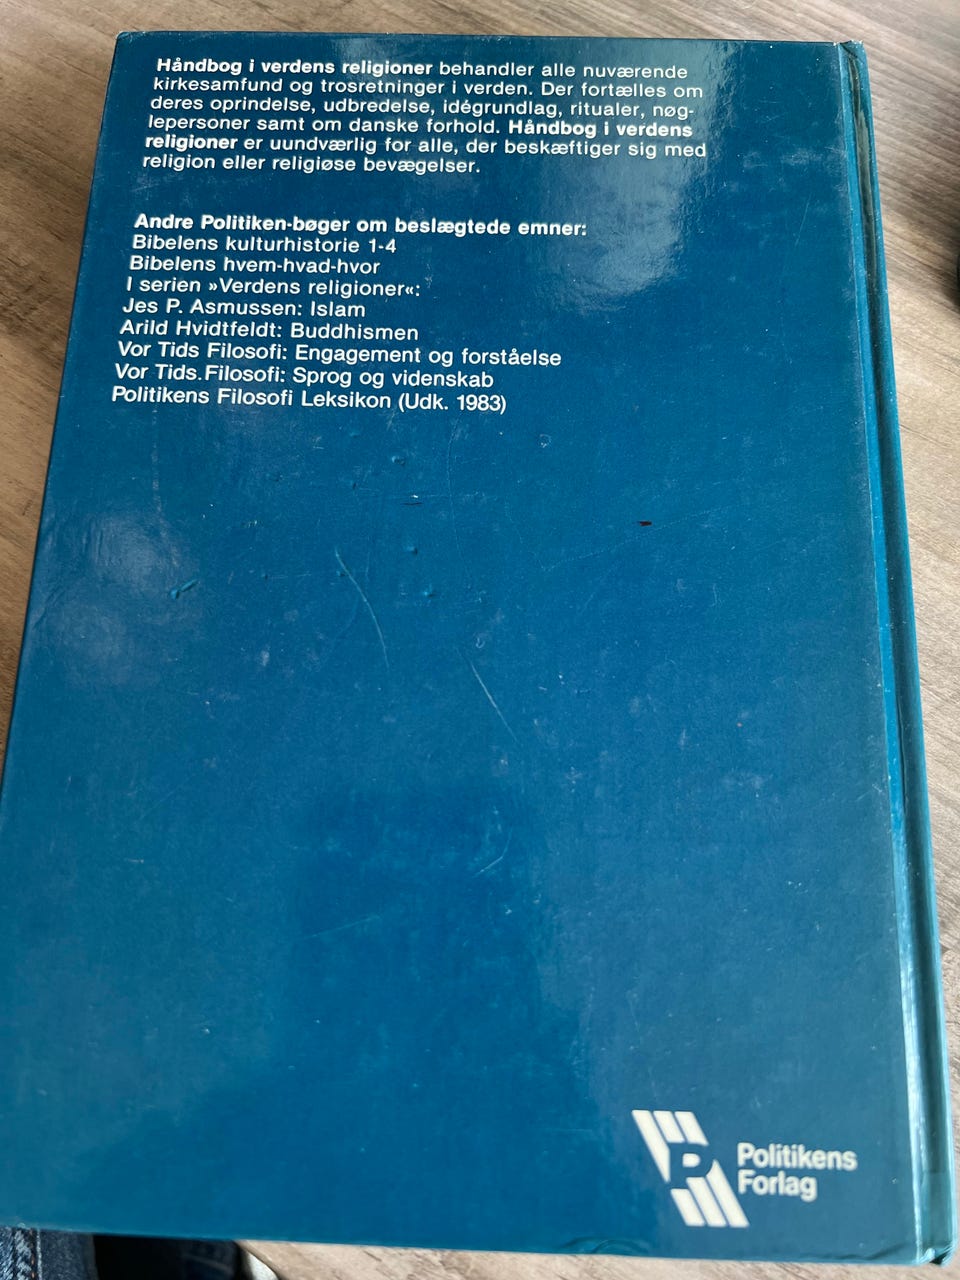 Håndbog i verdens religioner behandler alle nuværende
kirkesamfund og trosretninger i verden. Der fortælles om
deres oprindelse, udbredelse, idégrundlag, ritualer, nøg-
lepersoner samt om danske forhold. Håndbog i verdens
religioner er uundværlig for alle, der beskæftiger sig med
religion eller religiøse bevægelser.
Andre Politiken-bøger om beslægtede emner:
Bibelens kulturhistorie 1-4
Bibelens hvem-hvad-hvor
I serien »Verdens religioner«:
Jes P. Asmussen: Islam
Arild Hvidtfeldt: Buddhismen
Vor Tids Filosofi: Engagement og forståelse
Vor Tids Filosofi: Sprog og videnskab
Politikens Filosofi Leksikon (Udk. 1983)
P
Politikens
Forlag